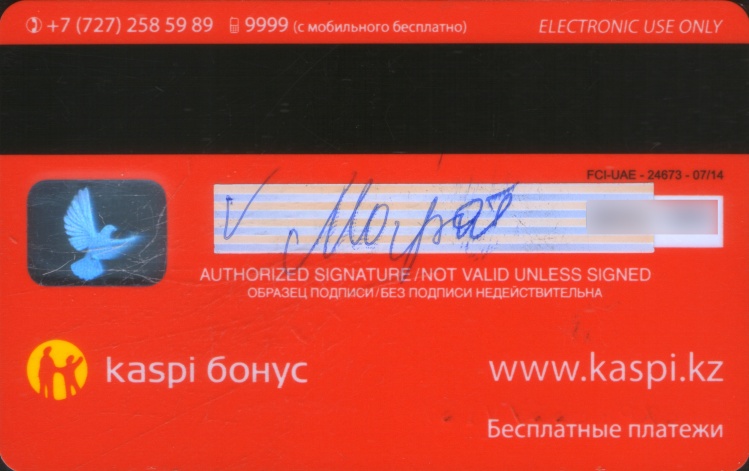 +7 (727) 258 59 89 9999 (с мобильного бесплатно) ELECTRONIC USE ONLY
FCI-UAE - 24673 - 07/14
AUTHORIZED SIGNATURE/NOT VALID UNLESS SIGNED
ОБРАЗЕЦ ПОДПИСИ/БЕЗ ПОДПИСИ НЕДЕЙСТВИТЕЛЬНА
kaspi бонус www.kaspi.kz
Бесплатные платежи